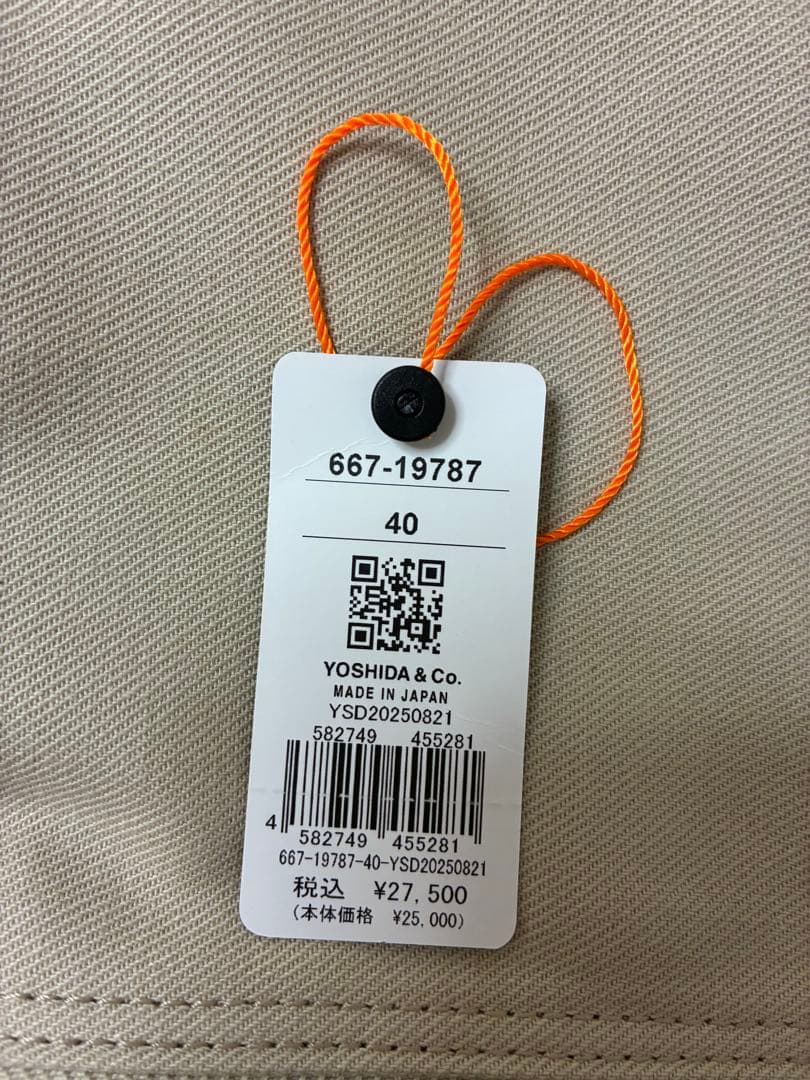 667-19787
40
YOSHIDA & Co.
MADE IN JAPAN
YSD20250821
582749 455281
4 582749 455281
667-19787-40-YSD20250821
税込 ¥27,500
(本体価格 ¥25,000)